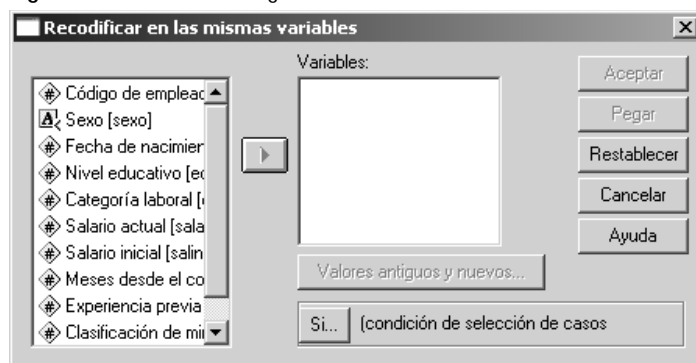 Recodificar en las mismas variables
Código de emplead
Sexo [sexo]
Fecha de nacimier
Nivel educativo [ed
Categoría laboral [
Salario actual [sala
Salario inicial [salin
Meses desde el co
Experiencia previa
Clasificación de mi
Variables:
Valores antiguos y nuevos...
Si... (condición de selección de casos
Aceptar
Pegar
Restablecer
Cancelar
Ayuda